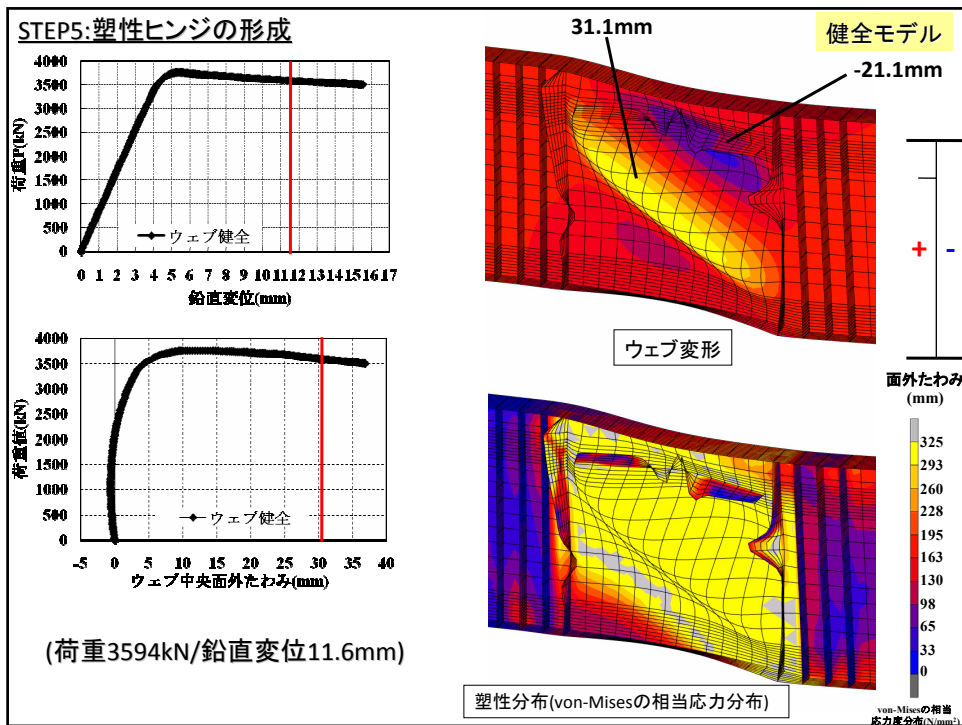 STEP5:塑性ヒンジの形成
健全モデル
31.1mm
-21.1mm
荷重P(kN)
4000
3500
3000
2500
2000
1500
1000
500
0
ウェブ健全
0 1 2 3 4 5 6 7 8 9 10 11 12 13 14 15 16 17
鉛直変位(mm)
ウェブ変形
+ -
面外たわみ
(mm)
荷重値(kN)
4000
3500
3000
2500
2000
1500
1000
500
0
ウェブ健全
-5 0 5 10 15 20 25 30 35 40
ウェブ中央面外たわみ(mm)
(荷重3594kN/鉛直変位11.6mm)
325
293
260
228
195
163
130
98
65
33
0
塑性分布(von-Misesの相当応力分布)
von-Misesの相当
応力度分布(N/mm²)